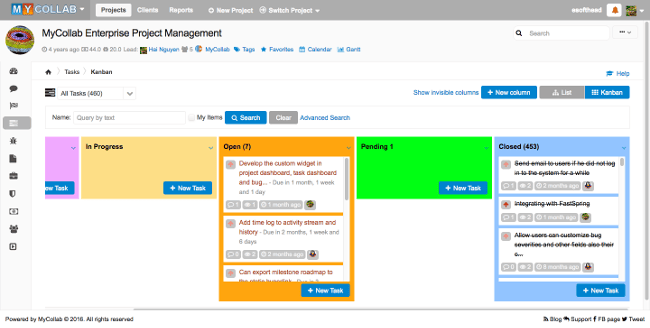 MYCOLLAB Projects Clients Reports New Project Switch Project esoftheed
MyCollab Enterprise Project Management
4 years ago 44.0 20.0 Lead: Hai Nguyen 5 MyCollab Tags Favorites Calendar Gantt
Search
Tasks Kanban
Help
All Tasks (460)
Show invisible columns + New column List Kanban
Name: Query by text My Items Search Clear Advanced Search
In Progress Open (7) Pending 1 Closed (453)
ew Task
+ New Task
Develop the custom widget in
project dashboard, task dashboard
and bug... - Due in 1 month, 1 week
and 1 day
1 1 1 month ago
Add time log to activity stream and
history - Due in 2 months, 1 week and
6 days
Can export milestone roadmap to
+ New Task
+ New Task
Send email to users if he did not log
in to the system for a while
Integrating with FastSpring
Allow users can customize bug
severities and other fields also their
+ New Task
Powered by MyCollab © 2016. All rights reserved
Blog Support FB page Tweet